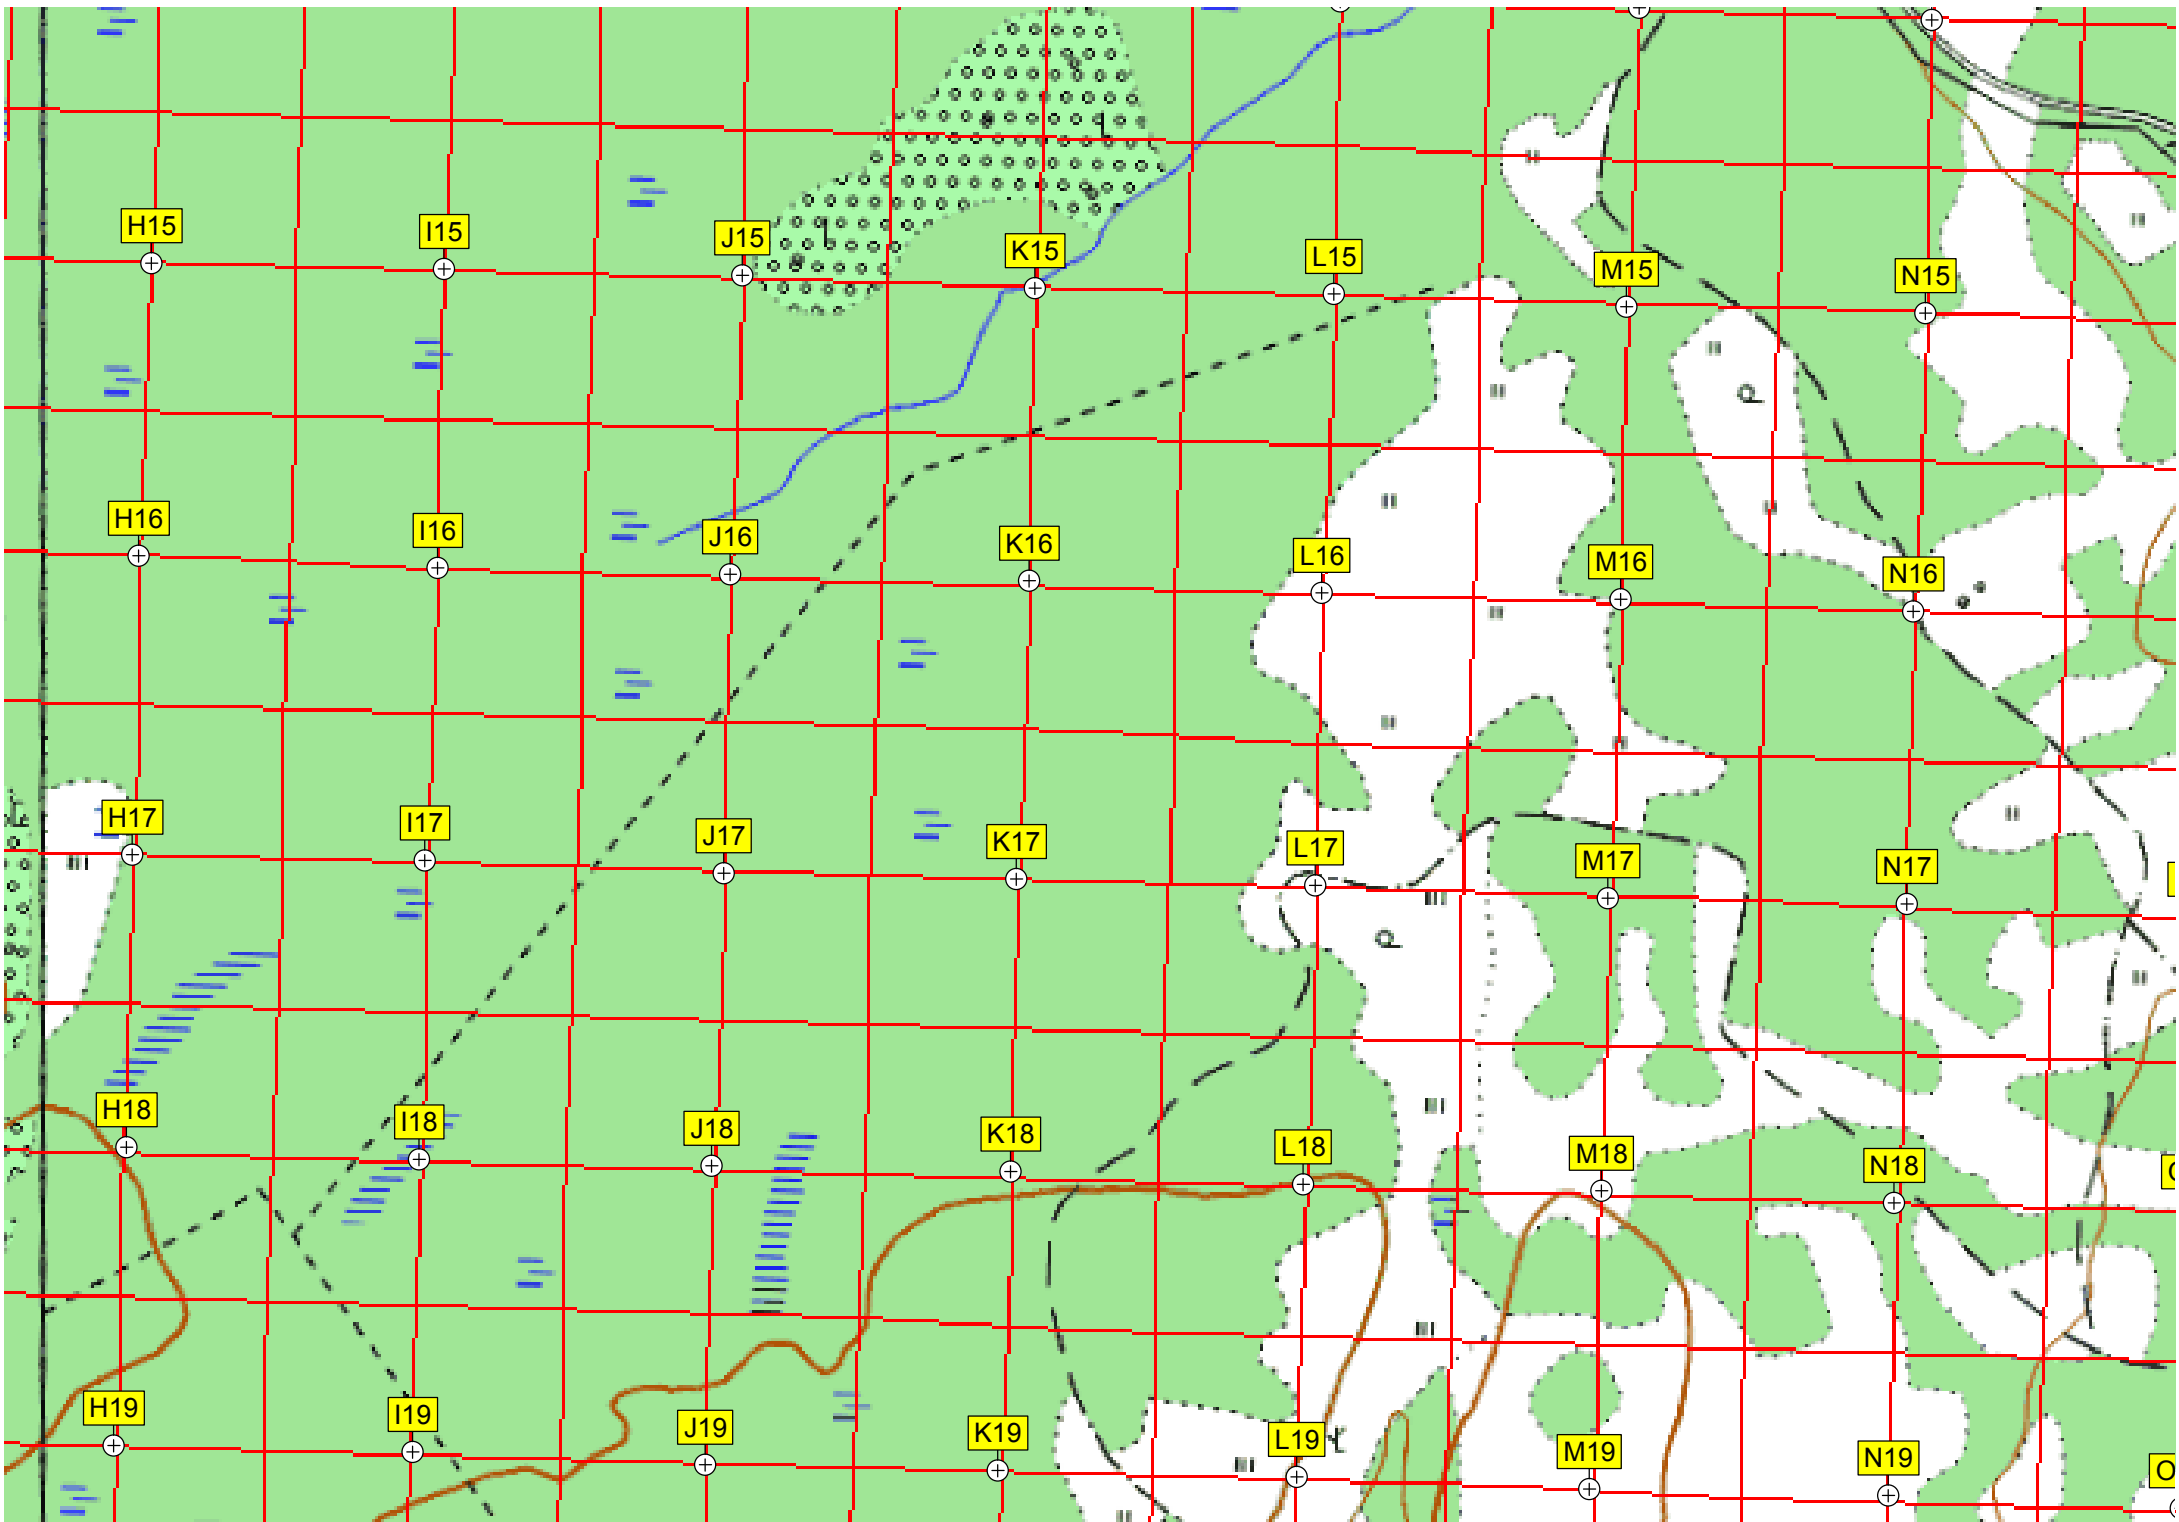 H15 I15 J15 K15 L15 M15 N15
H16 I16 J16 K16 L16 M16 N16
H17 I17 J17 K17 L17 M17 N17
H18 I18 J18 K18 L18 M18 N18
H19 I19 J19 K19 L19 M19 N19